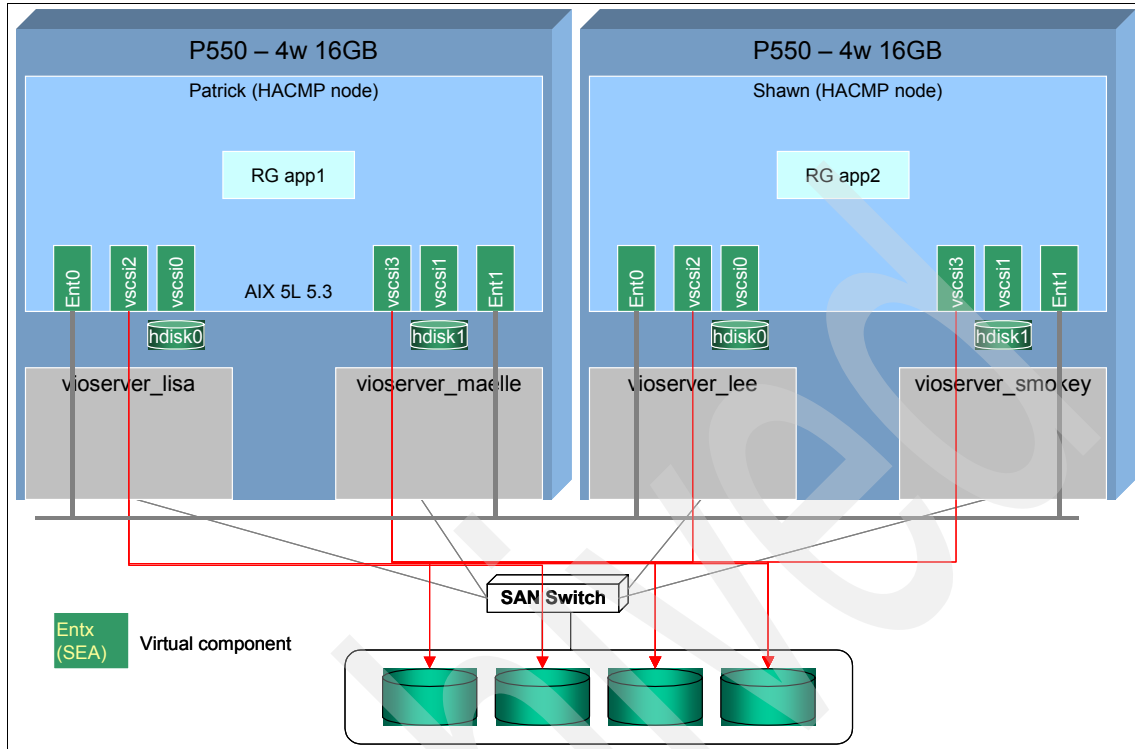 P550 – 4w 16GB
Patrick (HACMP node)
RG app1
Ent0
vscsi2
vscsi0
AIX 5L 5.3
vscsi3
vscsi1
Ent1
hdisk0
hdisk1
vioserver_lisa
vioserver_maelle
P550 – 4w 16GB
Shawn (HACMP node)
RG app2
Ent0
vscsi2
vscsi0
vscsi3
vscsi1
Ent1
hdisk0
hdisk1
vioserver_lee
vioserver_smokey
SAN Switch
Entx
(SEA)
Virtual component